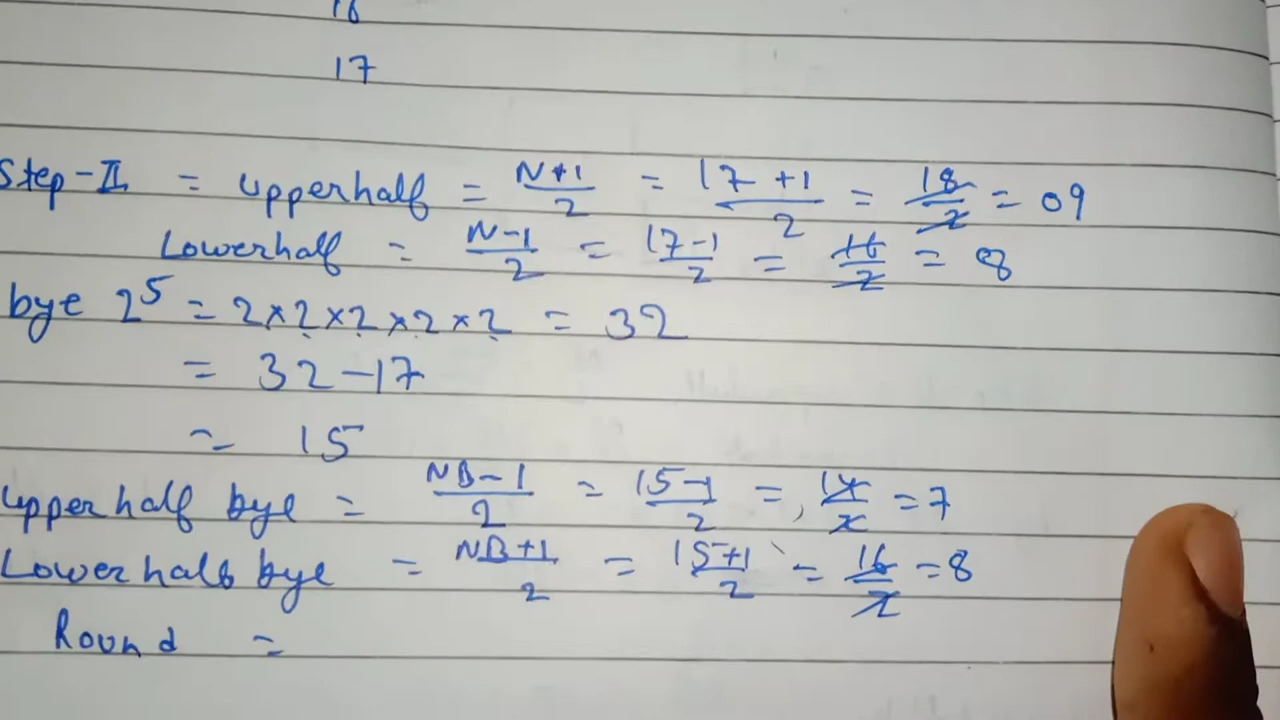 16
17
Step-II = upperhalf = N+1/2 = 17+1/2 = 18/2 = 09
Lowerhalf = N-1/2 = 17-1/2 = 16/2 = 8
bye 2⁵ = 2×2×2×2×2 = 32
= 32-17
= 15
upperhalf bye = NB-1/2 = 15-1/2 = 14/2 = 7
Lowerhalf bye = NB+1/2 = 15+1/2 = 16/2 = 8
Round =